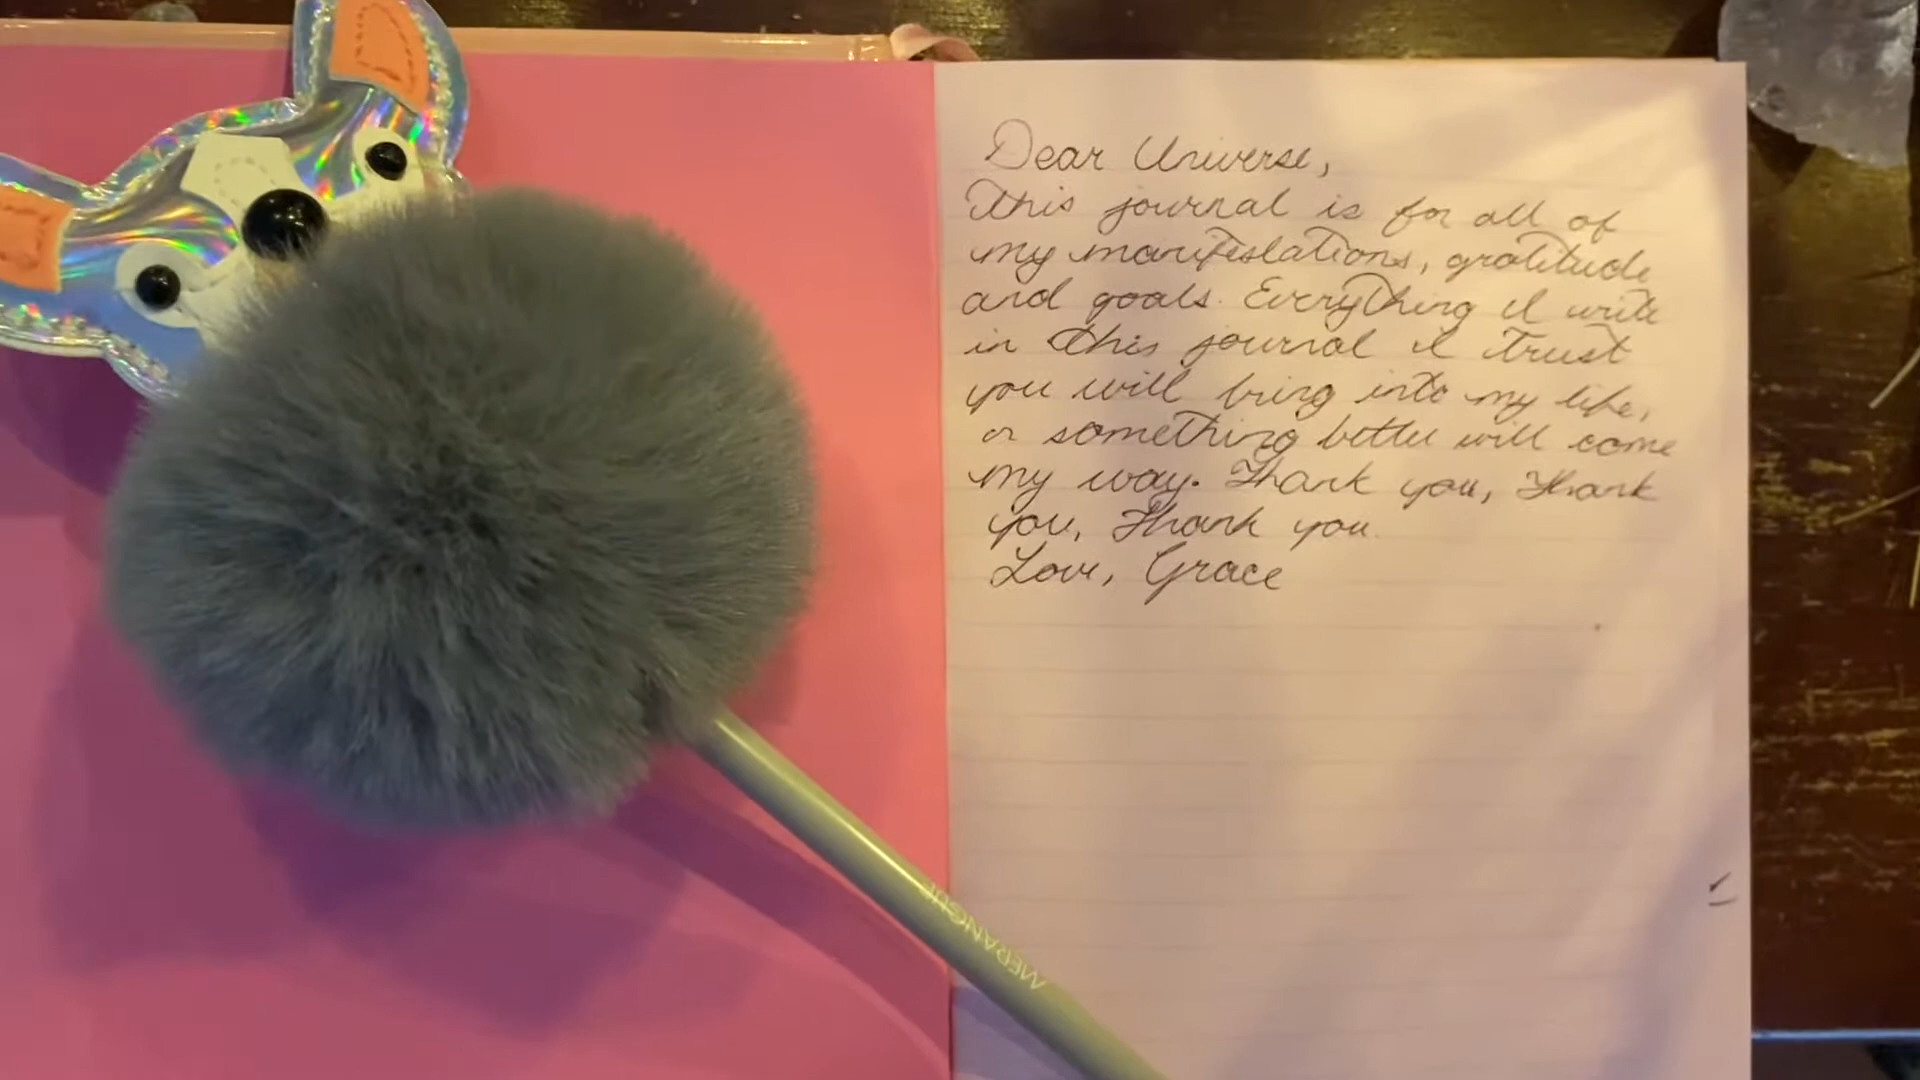 Dear Universe,
This journal is for all of
my manifestations, gratitude
and goals. Everything I write
in this journal I trust
you will bring into my life,
or something better will come
my way. Thank you, Thank
you, Thank you.
Love, Grace
MERANGUE